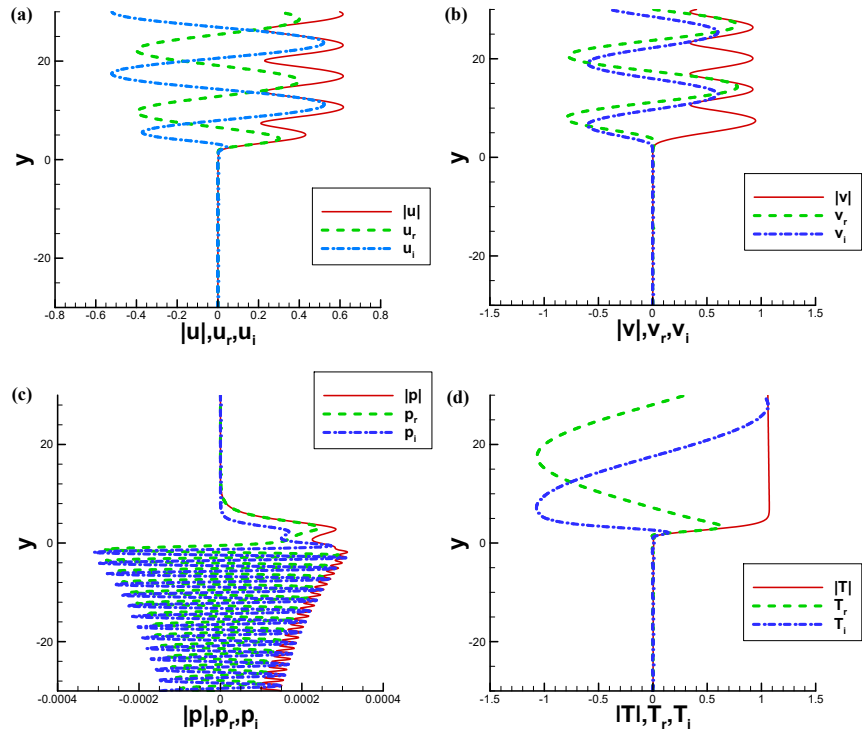 (a)
y
20
0
-20
-0.8 -0.6 -0.4 -0.2 0 0.2 0.4 0.6 0.8
|u|,u_r,u_i
|u|
u_r
u_i
(b)
y
20
0
-20
-1.5 -1 -0.5 0 0.5 1 1.5
|v|,v_r,v_i
|v|
v_r
v_i
(c)
y
20
0
-20
-0.0004 -0.0002 0 0.0002 0.0004
|p|,p_r,p_i
|p|
p_r
p_i
(d)
y
20
0
-20
-1.5 -1 -0.5 0 0.5 1 1.5
|T|,T_r,T_i
|T|
T_r
T_i